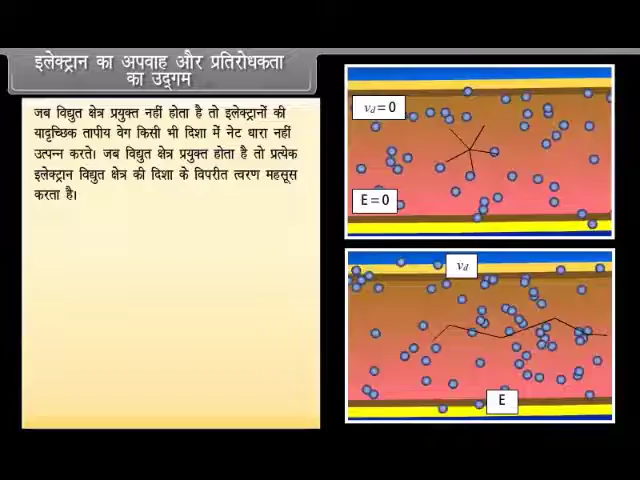 इलेक्ट्रान का अपवाह और प्रतिरोधकता
का उद्गम
जब विद्युत क्षेत्र प्रयुक्त नहीं होता है तो इलेक्ट्रानों की
यादृच्छिक तापीय वेग किसी भी दिशा में नेट धारा नहीं
उत्पन्न करते। जब विद्युत क्षेत्र प्रयुक्त होता है तो प्रत्येक
इलेक्ट्रान विद्युत क्षेत्र की दिशा के विपरीत त्वरण महसूस
करता है।
vd = 0
E = 0
vd
E